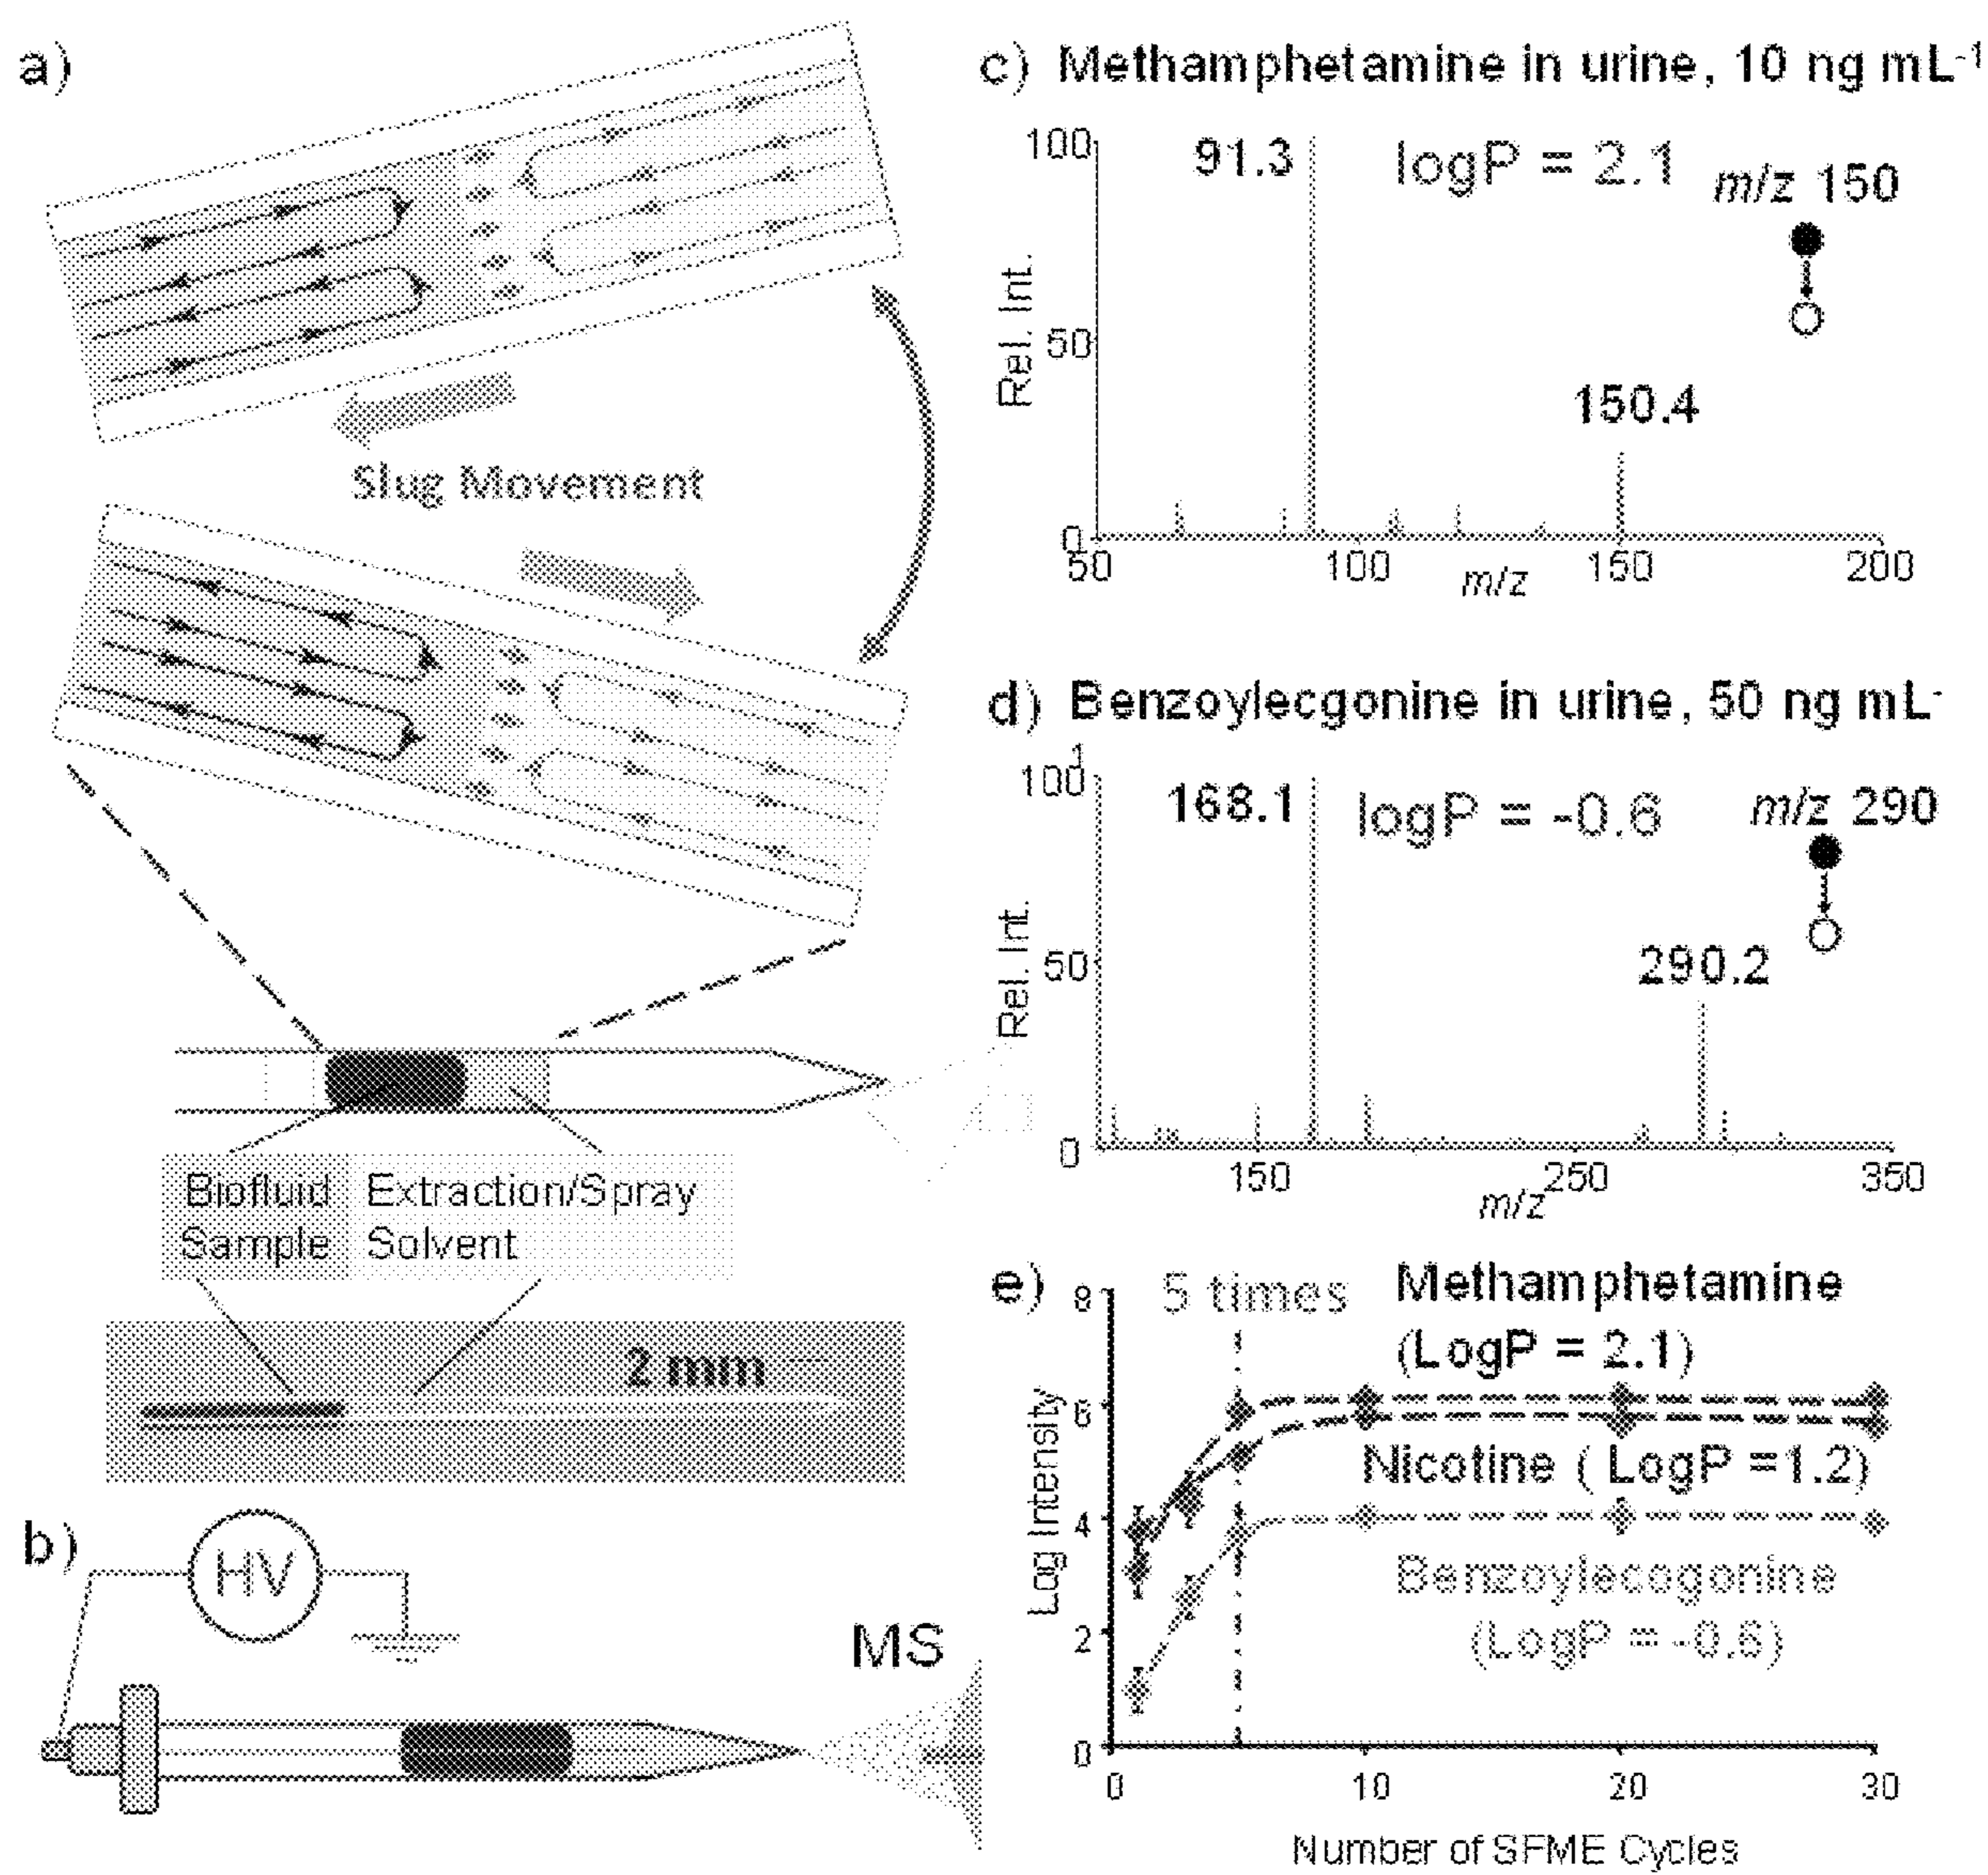 a)
Slug Movement
Biofluid Sample
Extraction/Spray Solvent
2 mm
b)
HV
MS
c) Methamphetamine in urine, 10 ng mL-1
100
50
0
Rel. Int.
91.3
logP = 2.1
m/z 150
150.4
50
100
150
200
m/z
d) Benzoylecgonine in urine, 50 ng mL-
1
100
50
0
Rel. Int.
168.1
logP = -0.6
m/z 290
290.2
150
250
350
m/z
e)
8
6
4
2
0
Log Intensity
5 times
Methamphetamine
(LogP = 2.1)
Nicotine ( LogP =1.2)
Benzoylecogonine
(LogP = -0.6)
0
10
20
30
Number of SFME Cycles